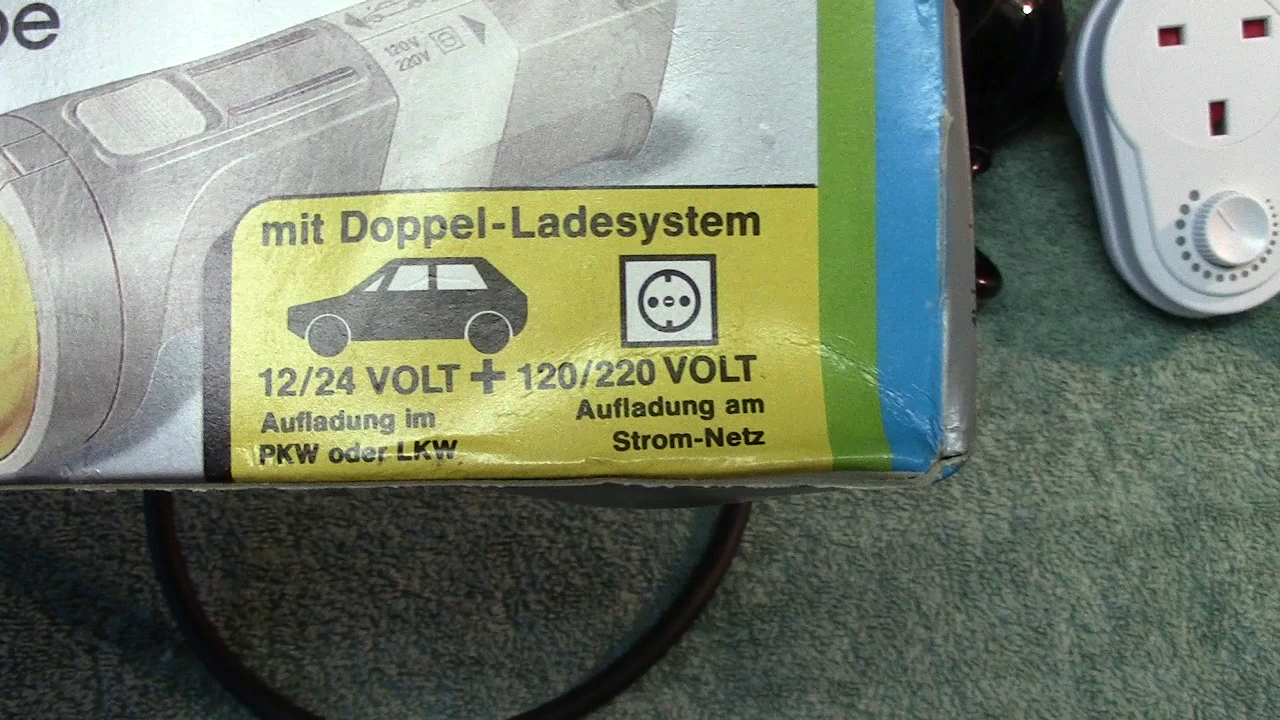 120V
220V
mit Doppel-Ladesystem
12/24 VOLT + 120/220 VOLT
Aufladung im
PKW oder LKW
Aufladung am
Strom-Netz